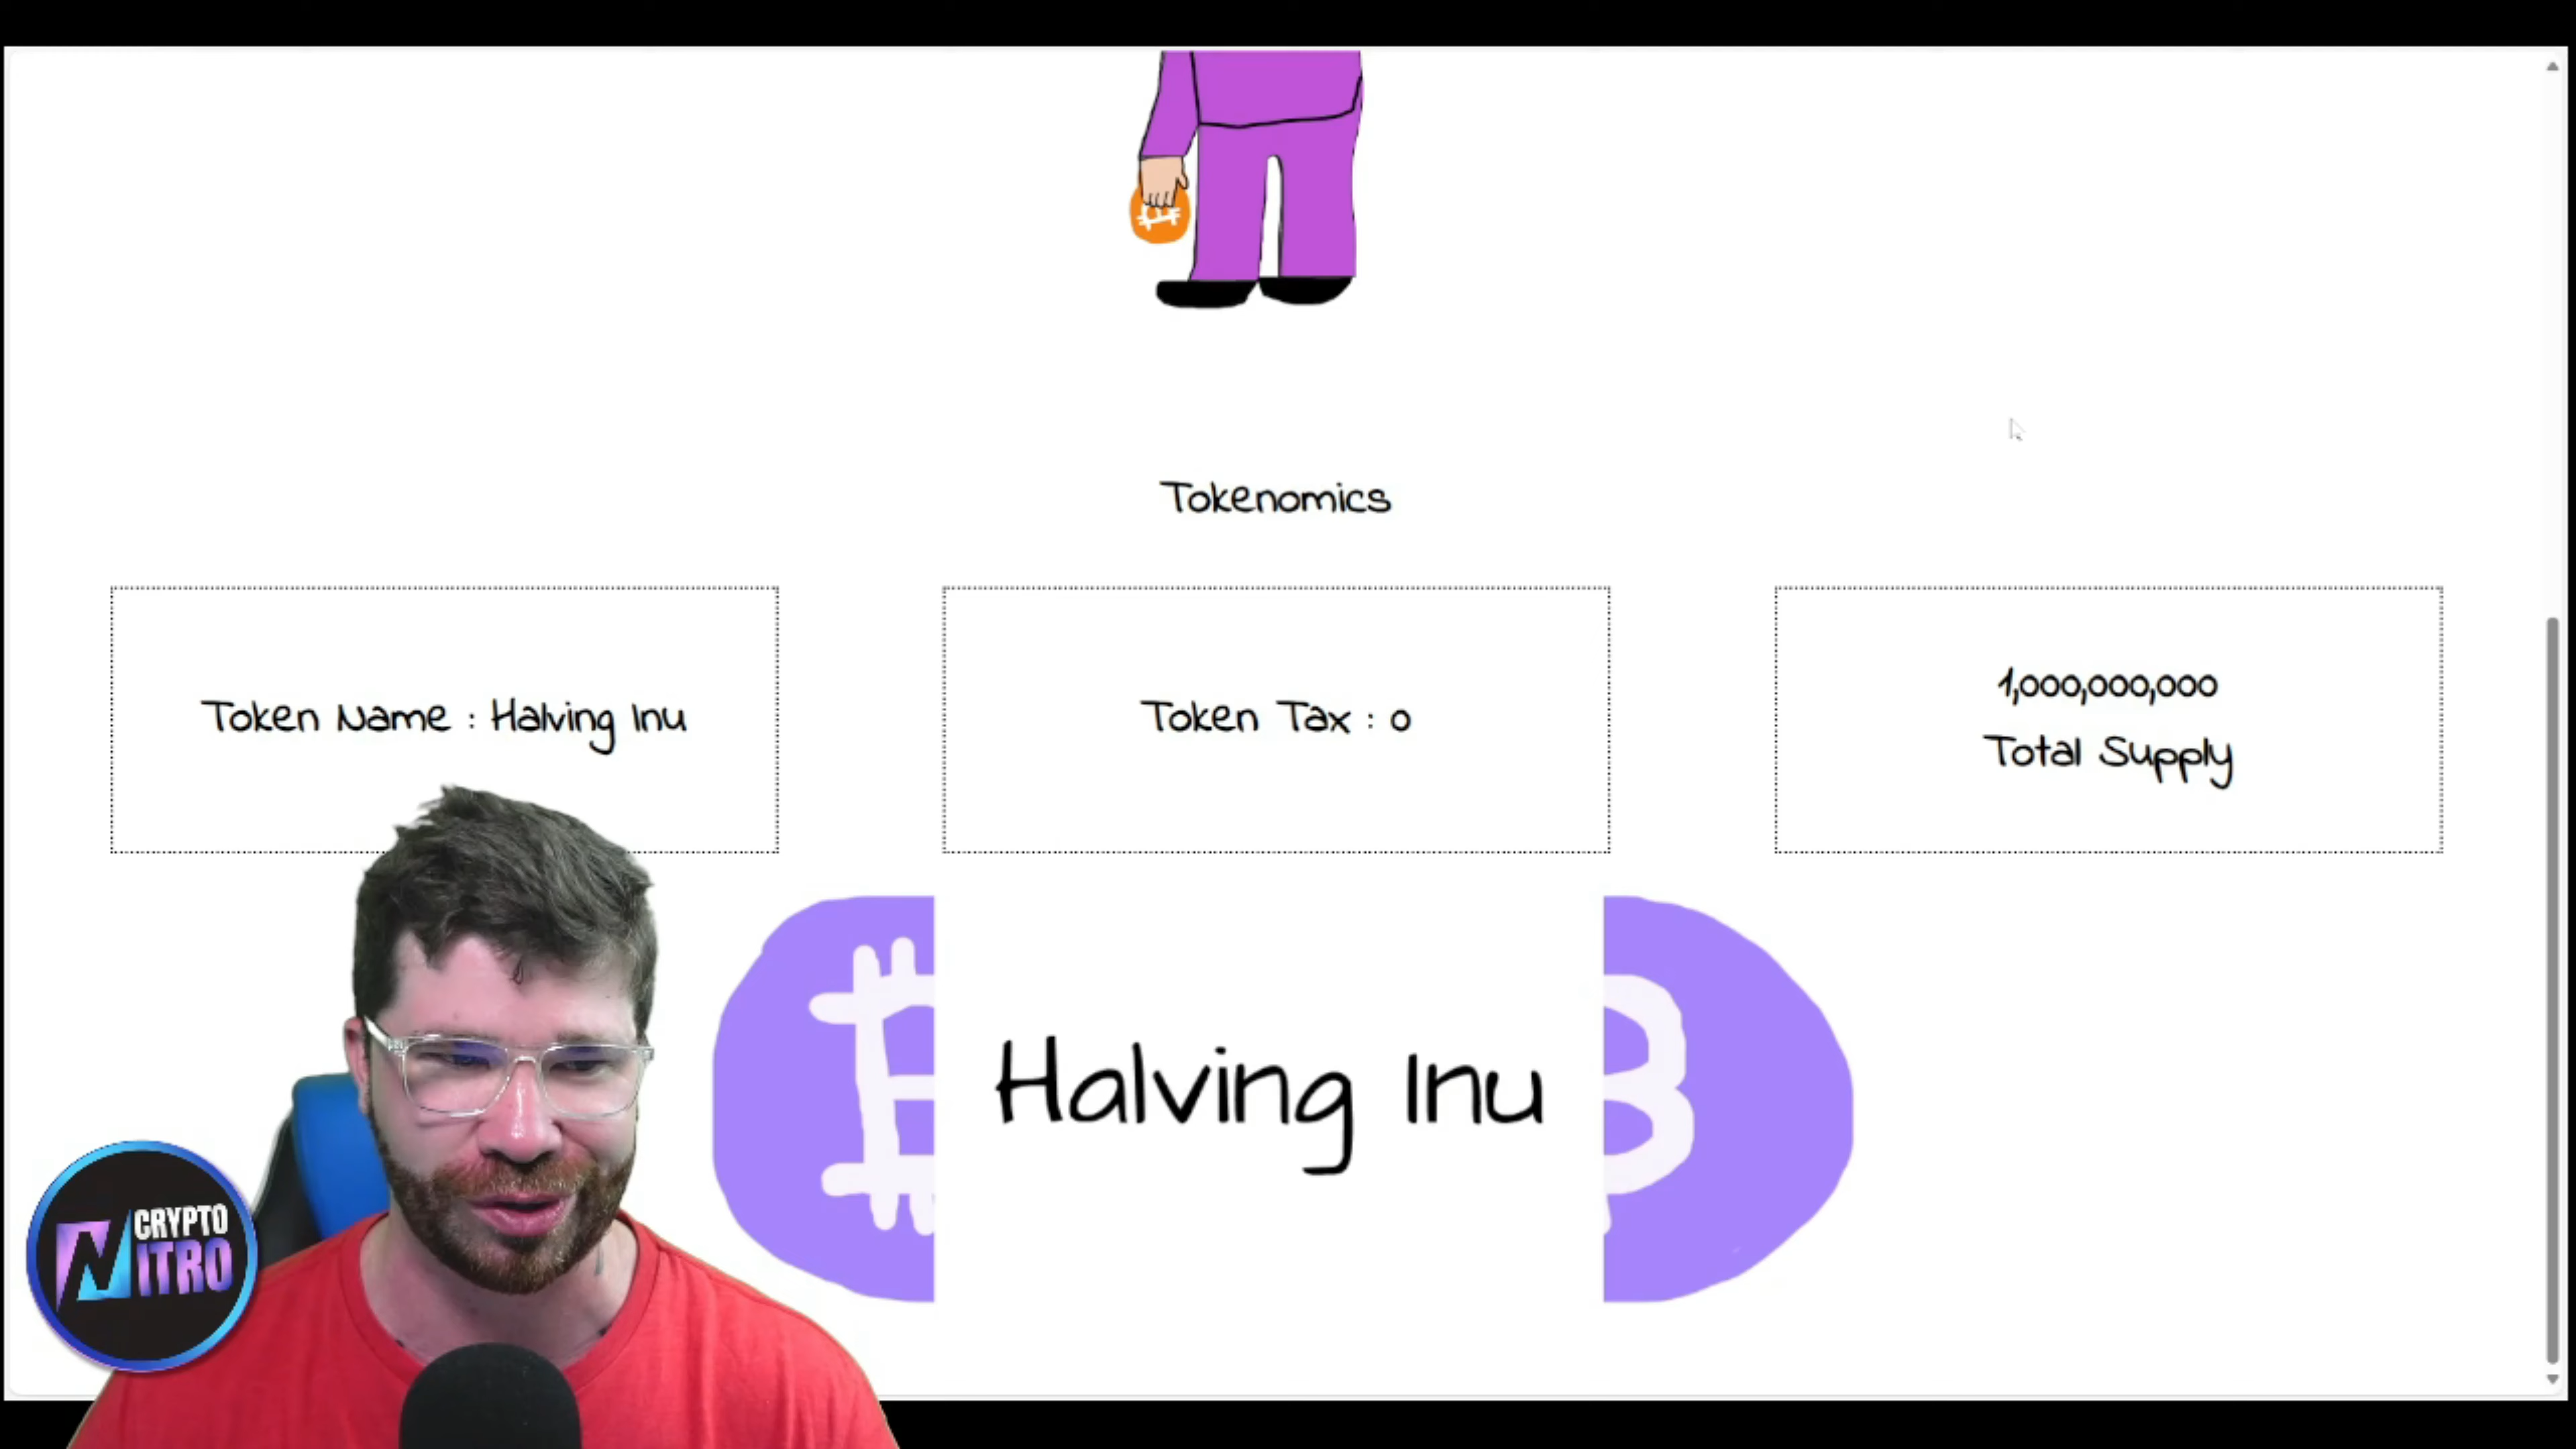 Tokenomics
Token Name : Halving Inu
Token Tax : 0
1,000,000,000
Total Supply
Halving Inu
CRYPTO
NITRO